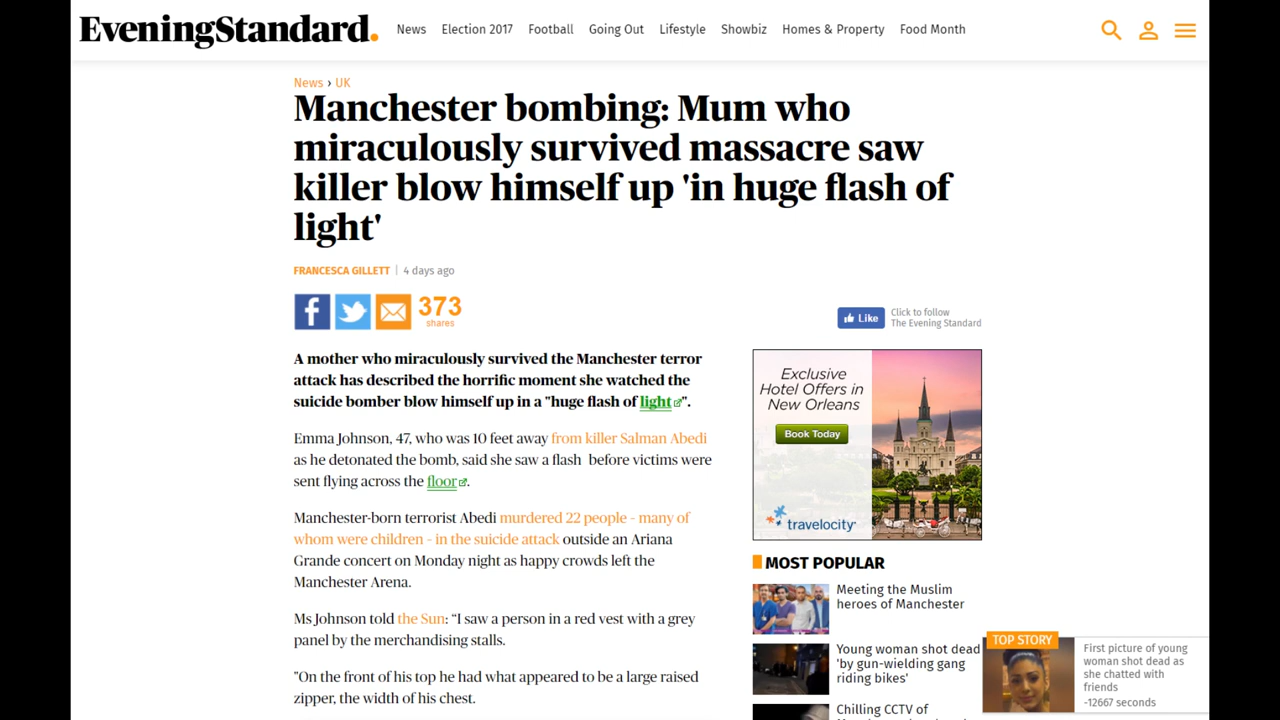 EveningStandard.
News Election 2017 Football Going Out Lifestyle Showbiz Homes & Property Food Month
News › UK
Manchester bombing: Mum who
miraculously survived massacre saw
killer blow himself up 'in huge flash of
light'
FRANCESCA GILLETT | 4 days ago
373
shares
Like
Click to follow
The Evening Standard
A mother who miraculously survived the Manchester terror
attack has described the horrific moment she watched the
suicide bomber blow himself up in a "huge flash of light".
Emma Johnson, 47, who was 10 feet away from killer Salman Abedi
as he detonated the bomb, said she saw a flash before victims were
sent flying across the floor.
Manchester-born terrorist Abedi murdered 22 people - many of
whom were children - in the suicide attack outside an Ariana
Grande concert on Monday night as happy crowds left the
Manchester Arena.
Ms Johnson told the Sun: “I saw a person in a red vest with a grey
panel by the merchandising stalls.
"On the front of his top he had what appeared to be a large raised
zipper, the width of his chest.
Exclusive
Hotel Offers in
New Orleans
Book Today
travelocity
MOST POPULAR
Meeting the Muslim
heroes of Manchester
Young woman shot dead
'by gun-wielding gang
riding bikes'
Chilling CCTV of
TOP STORY
First picture of young
woman shot dead as
she chatted with
friends
-12667 seconds